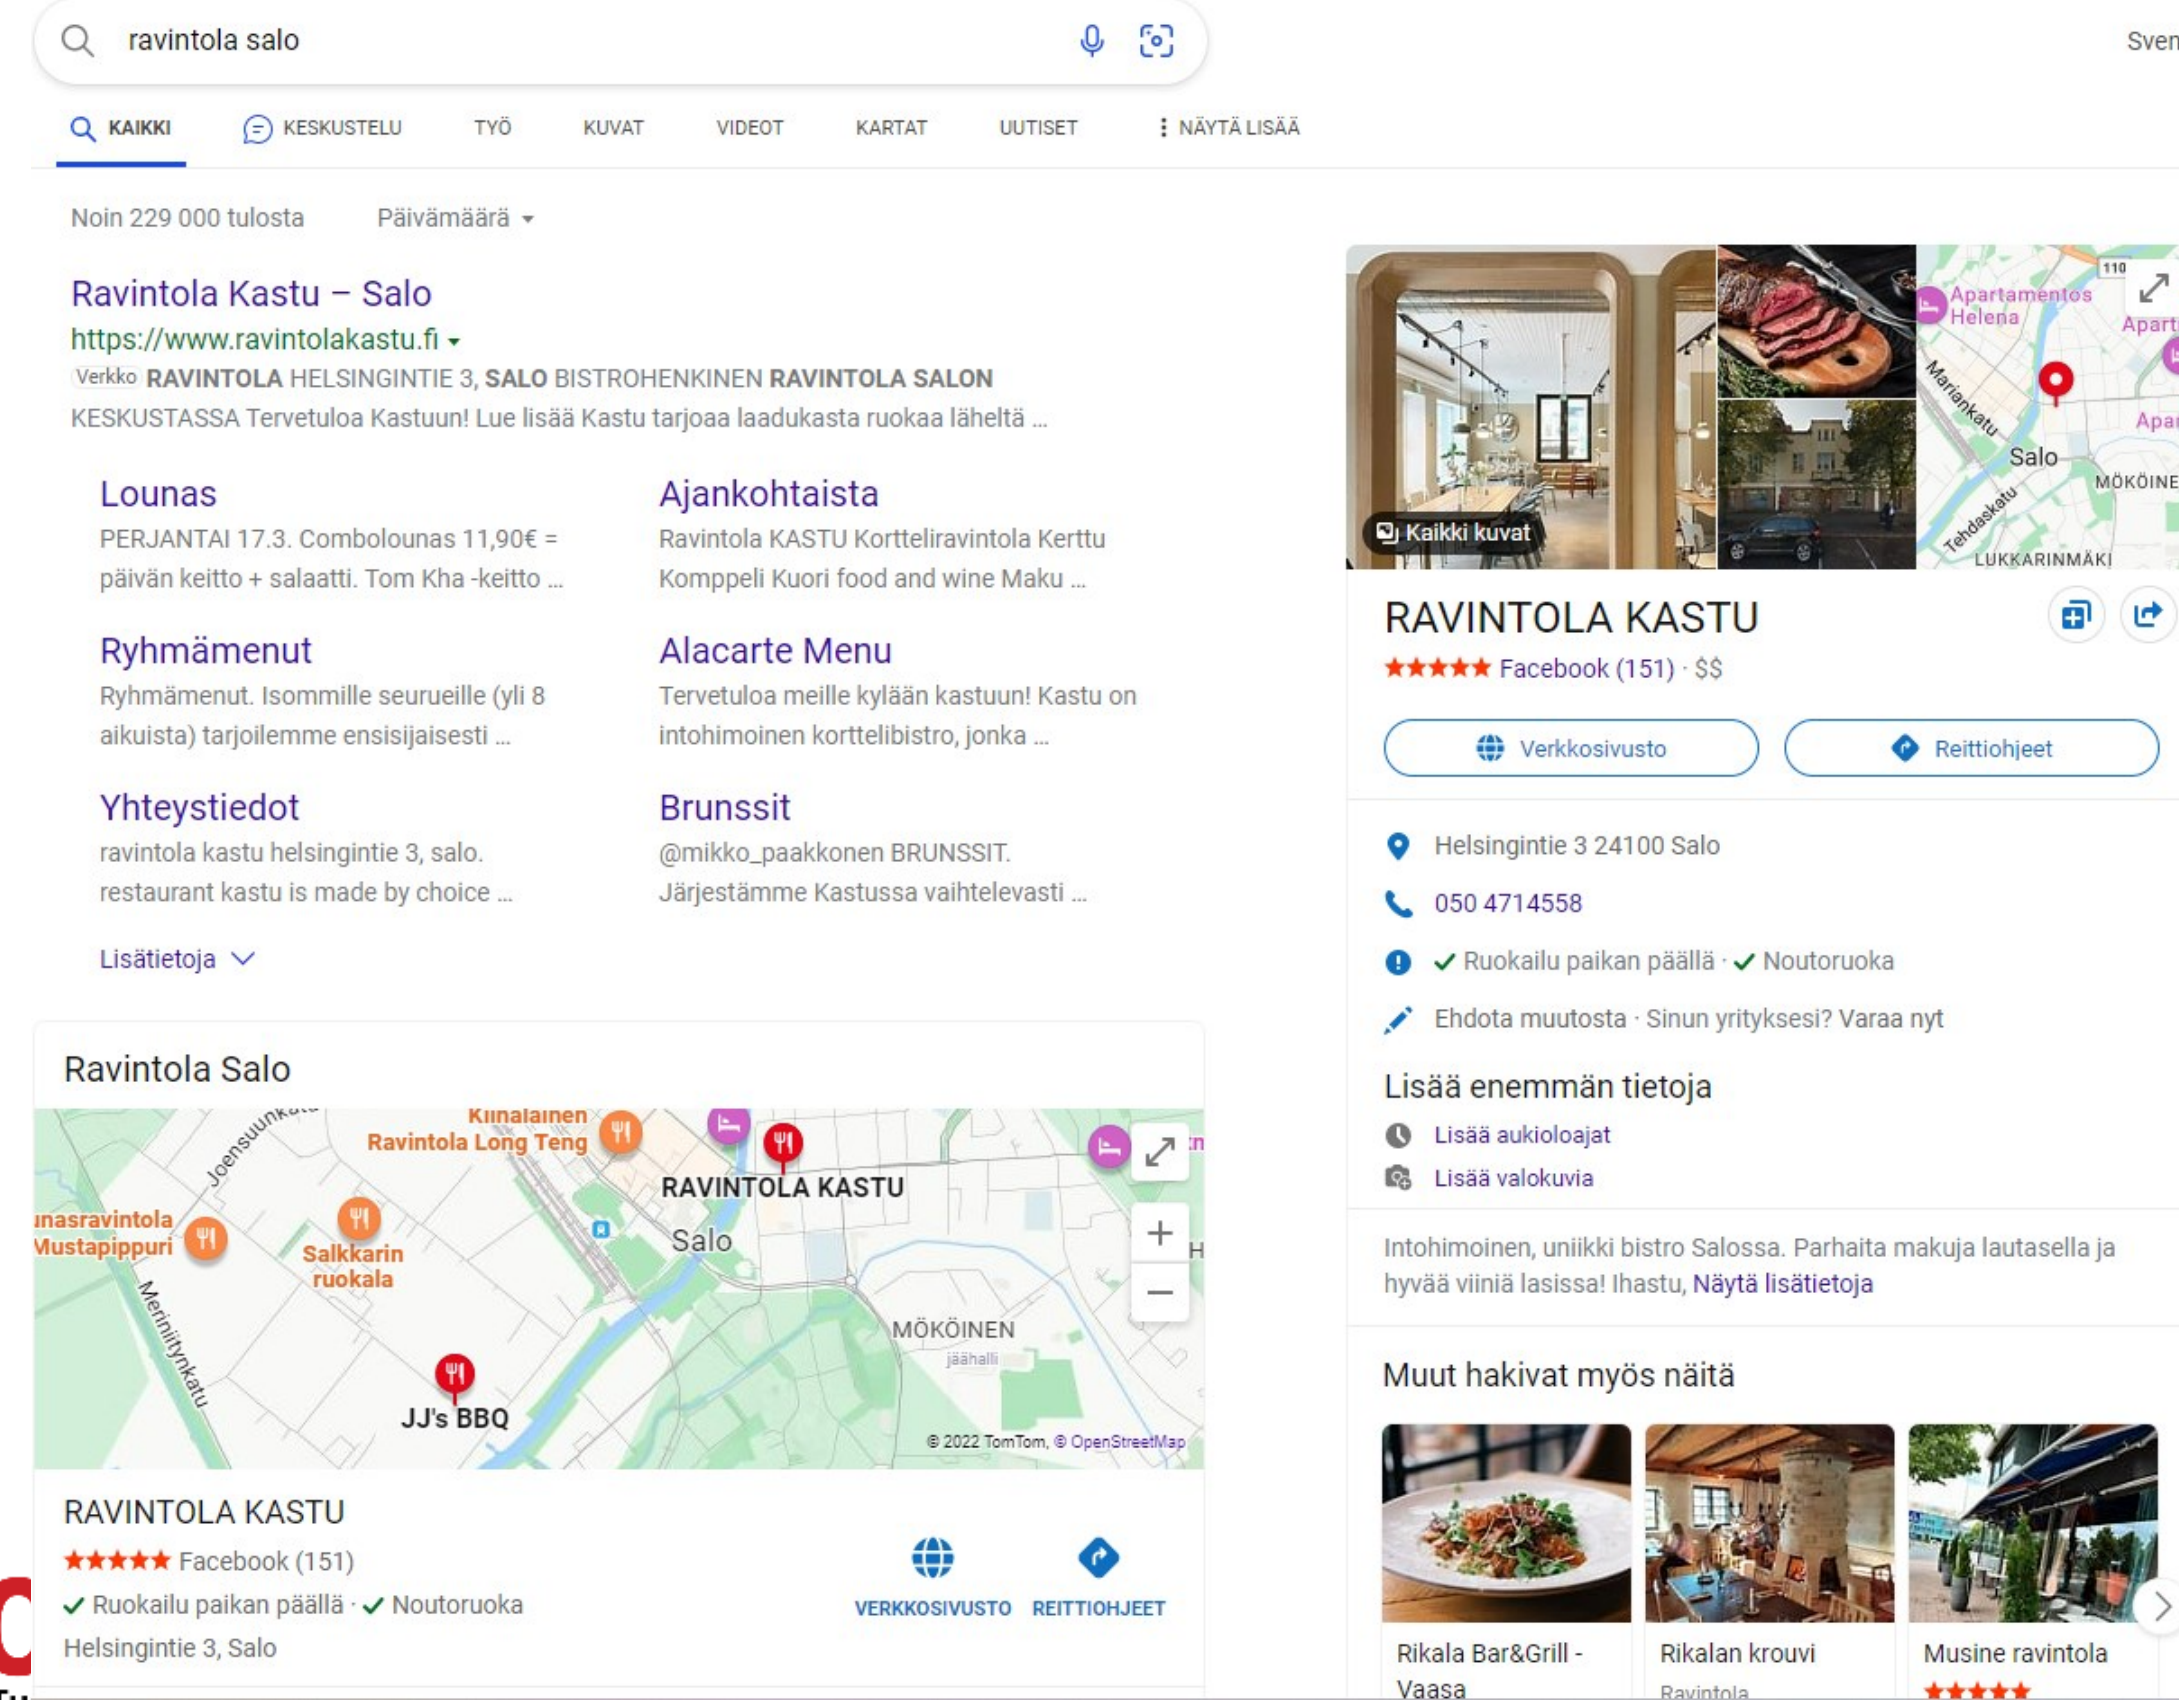 ravintola salo
Sven
KAIKKI
KESKUSTELU
TYÖ
KUVAT
VIDEOT
KARTAT
UUTISET
NÄYTÄ LISÄÄ
Noin 229 000 tulosta
Päivämäärä
Ravintola Kastu – Salo
https://www.ravintolakastu.fi
Verkko RAVINTOLA HELSINGINTIE 3, SALO BISTROHENKINEN RAVINTOLA SALON
KESKUSTASSA Tervetuloa Kastuun! Lue lisää Kastu tarjoaa laadukasta ruokaa läheltä ...
Lounas
PERJANTAI 17.3. Combolounas 11,90€ =
päivän keitto + salaatti. Tom Kha -keitto ...
Ajankohtaista
Ravintola KASTU Kortteliravintola Kerttu
Komppeli Kuori food and wine Maku ...
Ryhmämenut
Ryhmämenut. Isommille seurueille (yli 8
aikuista) tarjoilemme ensisijaisesti ...
Alacarte Menu
Tervetuloa meille kylään kastuun! Kastu on
intohimoinen korttelibistro, jonka ...
Yhteystiedot
ravintola kastu helsingintie 3, salo.
restaurant kastu is made by choice ...
Brunssit
@mikko_paakkonen BRUNSSIT.
Järjestämme Kastussa vaihtelevasti ...
Lisätietoja
Ravintola Salo
Joensuunkatu
Kiinalainen
Ravintola Long Teng
RAVINTOLA KASTU
unasravintola
Mustapippuri
Salkkarin
ruokala
Salo
H
Meriniitynkatu
MÖKÖINEN
jäähalli
JJ's BBQ
© 2022 TomTom, © OpenStreetMap
RAVINTOLA KASTU
Facebook (151)
Ruokailu paikan päällä · Noutoruoka
Helsingintie 3, Salo
VERKKOSIVUSTO
REITTIOHJEET
Kaikki kuvat
110
Apartamentos
Helena
Apart
Mariankatu
Apar
Salo
MÖKÖINE
Tehdaskatu
LUKKARINMÄKI
RAVINTOLA KASTU
Facebook (151) · $$
Verkkosivusto
Reittiohjeet
Helsingintie 3 24100 Salo
050 4714558
Ruokailu paikan päällä · Noutoruoka
Ehdota muutosta · Sinun yrityksesi? Varaa nyt
Lisää enemmän tietoja
Lisää aukioloajat
Lisää valokuvia
Intohimoinen, uniikki bistro Salossa. Parhaita makuja lautasella ja
hyvää viiniä lasissa! Ihastu, Näytä lisätietoja
Muut hakivat myös näitä
Rikala Bar&Grill -
Vaasa
Rikalan krouvi
Ravintola
Musine ravintola